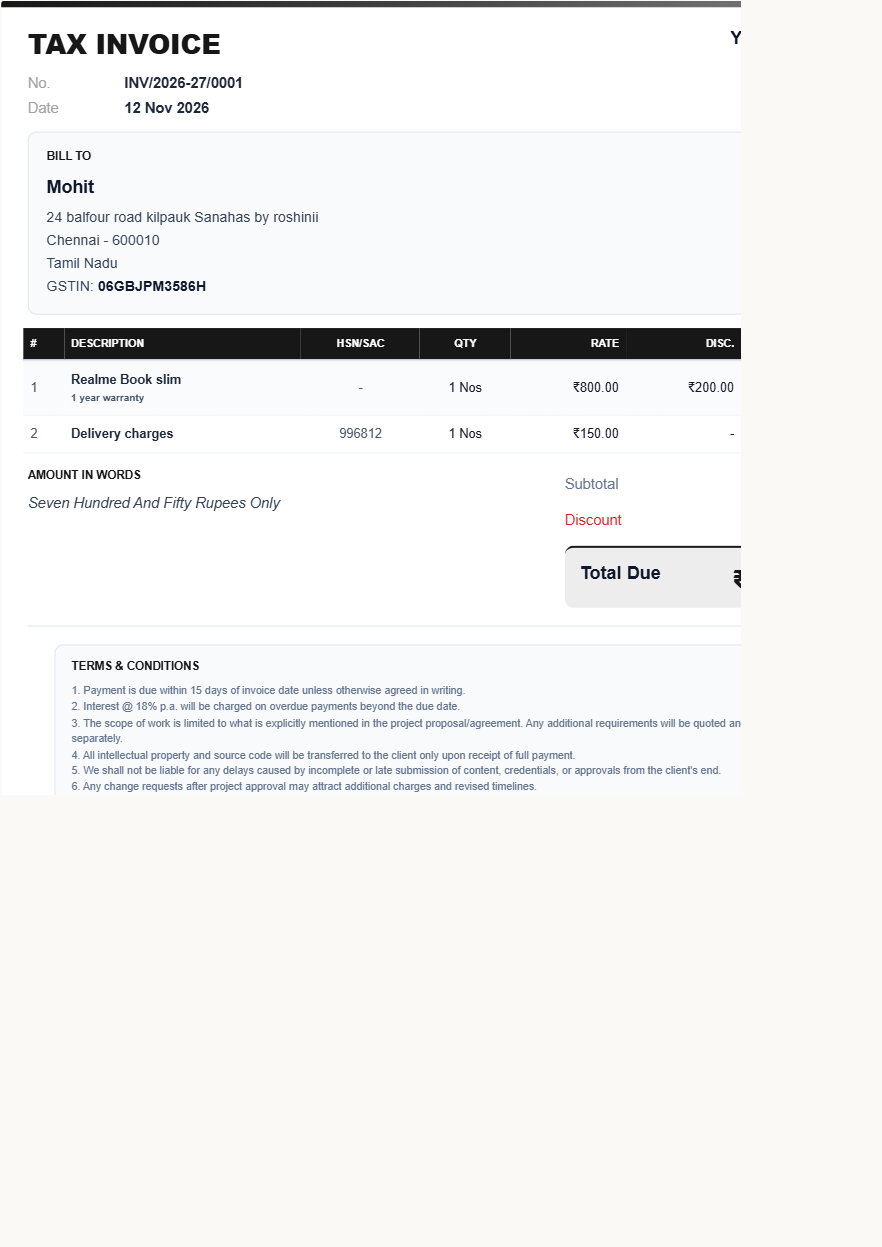 TAX INVOICE
Y
No. INV/2026-27/0001
Date 12 Nov 2026
BILL TO
Mohit
24 balfour road kilpauk Sanahas by roshinii
Chennai - 600010
Tamil Nadu
GSTIN: 06GBJPM3586H
# DESCRIPTION HSN/SAC QTY RATE DISC.
1 Realme Book slim - 1 Nos ₹800.00 ₹200.00
1 year warranty
2 Delivery charges 996812 1 Nos ₹150.00 -
AMOUNT IN WORDS
Seven Hundred And Fifty Rupees Only
Subtotal
Discount
Total Due ₹
TERMS & CONDITIONS
1. Payment is due within 15 days of invoice date unless otherwise agreed in writing.
2. Interest @ 18% p.a. will be charged on overdue payments beyond the due date.
3. The scope of work is limited to what is explicitly mentioned in the project proposal/agreement. Any additional requirements will be quoted an
separately.
4. All intellectual property and source code will be transferred to the client only upon receipt of full payment.
5. We shall not be liable for any delays caused by incomplete or late submission of content, credentials, or approvals from the client's end.
6. Any change requests after project approval may attract additional charges and revised timelines.